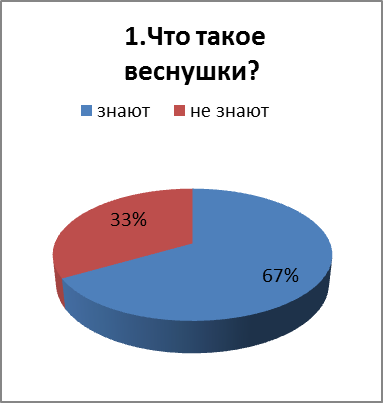 1.Что такое
веснушки?
знают не знают
33%
67%